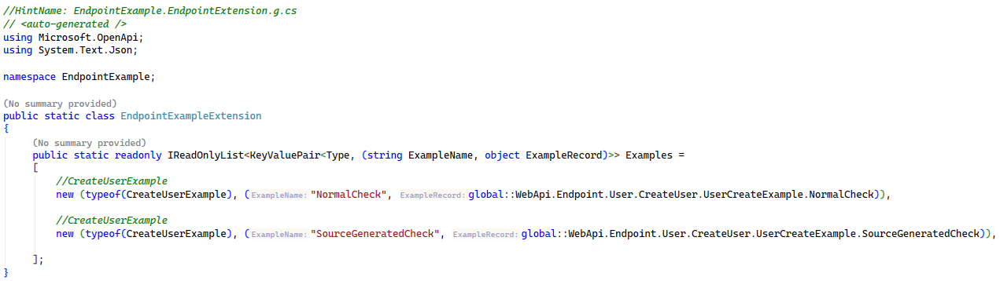 //HintName: EndpointExample.EndpointExtension.g.cs
// <auto-generated />
using Microsoft.OpenApi;
using System.Text.Json;
namespace EndpointExample;
(No summary provided)
public static class EndpointExampleExtension
{
(No summary provided)
public static readonly IReadOnlyList<KeyValuePair<Type, (string ExampleName, object ExampleRecord)>> Examples =
[
//CreateUserExample
new (typeof(CreateUserExample), (ExampleName: "NormalCheck", ExampleRecord: global::WebApi.Endpoint.User.CreateUser.UserCreateExample.NormalCheck)),
//CreateUserExample
new (typeof(CreateUserExample), (ExampleName: "SourceGeneratedCheck", ExampleRecord: global::WebApi.Endpoint.User.CreateUser.UserCreateExample.SourceGeneratedCheck)),
];
}